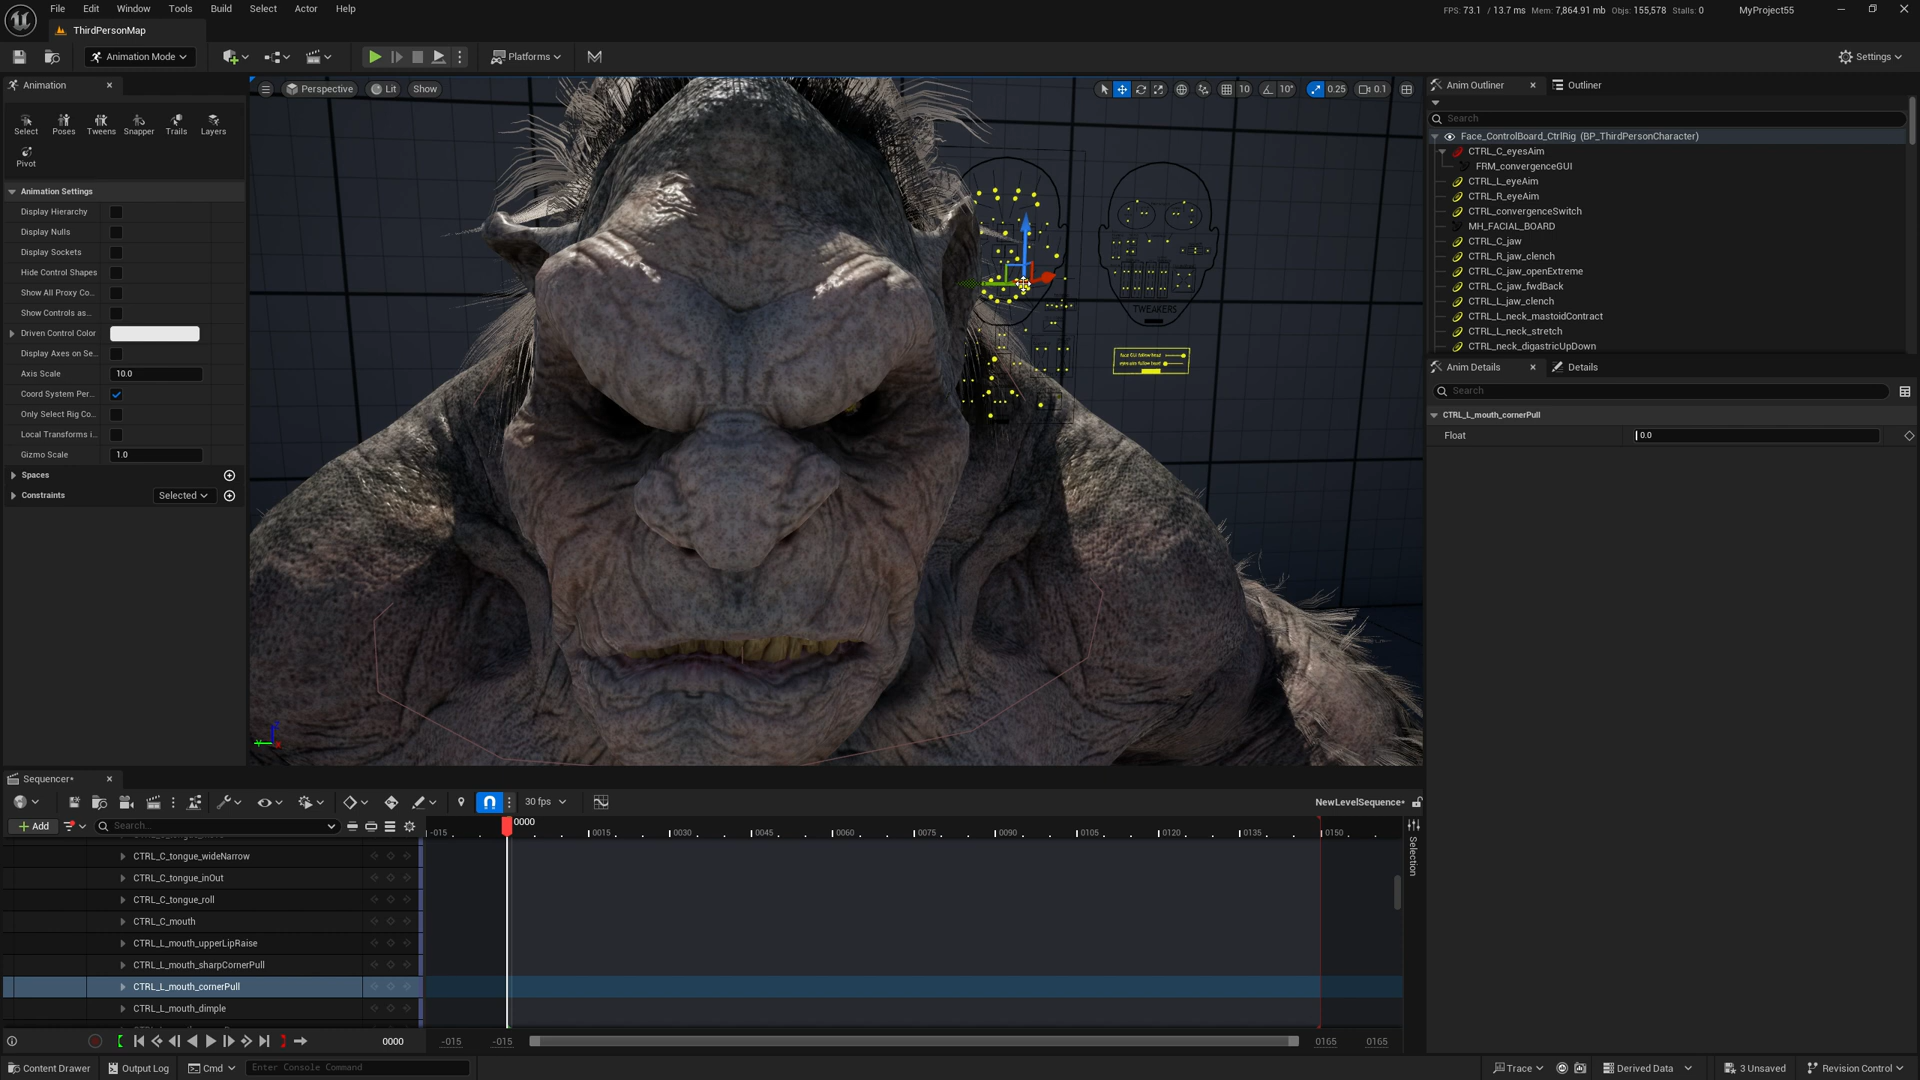 File Edit Window Tools Build Select Actor Help
FPS: 73.1 / 13.7 ms Mem: 7,864.91 mb Objs: 155,578 Stalls: 0
MyProject55
ThirdPersonMap
Animation Mode
Platforms
Settings
Animation
Select Poses Tweens Snapper Trails Layers
Pivot
Animation Settings
Display Hierarchy
Display Nulls
Display Sockets
Hide Control Shapes
Show All Proxy Co...
Show Controls as...
Driven Control Color
Display Axes on Se...
Axis Scale 10.0
Coord System Per...
Only Select Rig Co...
Local Transforms i...
Gizmo Scale 1.0
Spaces
Constraints Selected
Perspective Lit Show
10 10° 0.25 0.1
TWEAKERS
Anim Outliner Outliner
Search
Face_ControlBoard_CtrlRig (BP_ThirdPersonCharacter)
CTRL_C_eyesAim
FRM_convergenceGUI
CTRL_L_eyeAim
CTRL_R_eyeAim
CTRL_convergenceSwitch
MH_FACIAL_BOARD
CTRL_C_jaw
CTRL_R_jaw_clench
CTRL_C_jaw_openExtreme
CTRL_C_jaw_fwdBack
CTRL_L_jaw_clench
CTRL_L_neck_mastoidContract
CTRL_L_neck_stretch
CTRL_neck_digastricUpDown
Anim Details Details
Search
CTRL_L_mouth_cornerPull
Float 0.0
Sequencer*
30 fps
NewLevelSequence*
Add
Search...
-015 0000 0015 0030 0045 0060 0075 0090 0105 0120 0135 0150
Selection
CTRL_C_tongue_wideNarrow
CTRL_C_tongue_inOut
CTRL_C_tongue_roll
CTRL_C_mouth
CTRL_L_mouth_upperLipRaise
CTRL_L_mouth_sharpCornerPull
CTRL_L_mouth_cornerPull
CTRL_L_mouth_dimple
0000 -015 -015 0165 0165
Content Drawer Output Log Cmd Enter Console Command
Trace Derived Data 3 Unsaved Revision Control